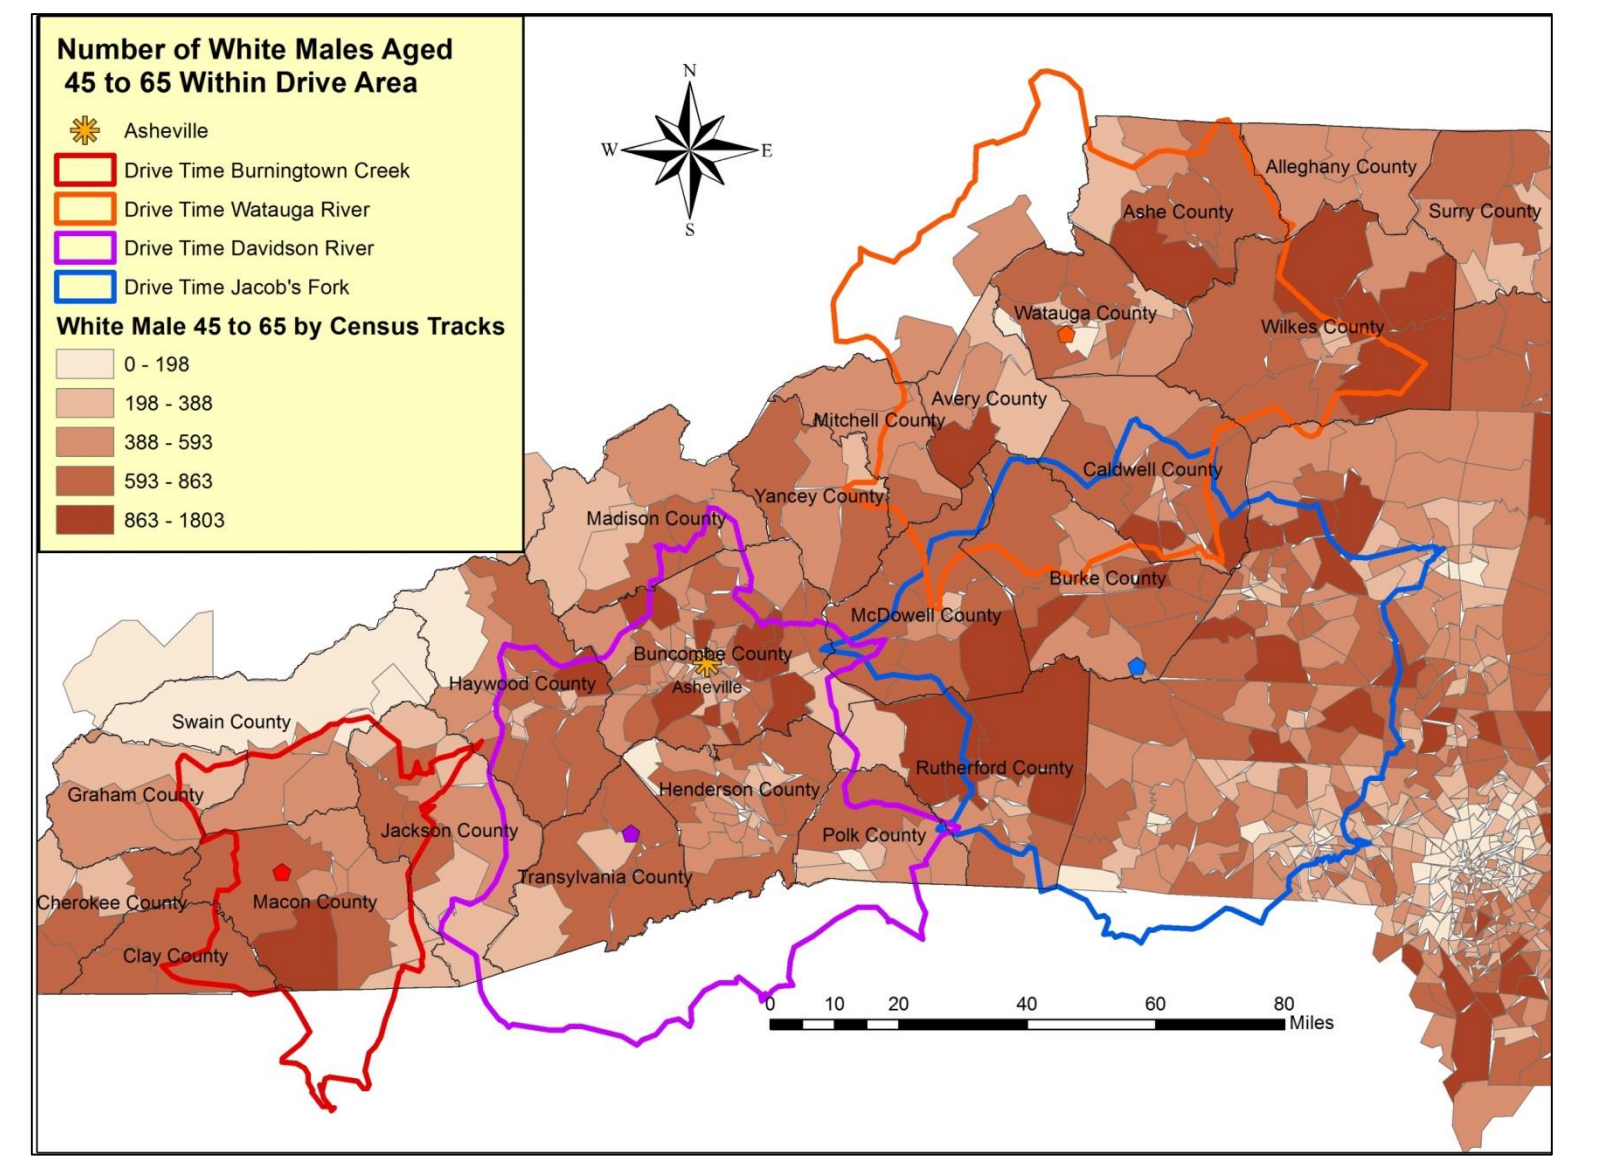 Number of White Males Aged
45 to 65 Within Drive Area
Asheville
Drive Time Burningtown Creek
Drive Time Watauga River
Drive Time Davidson River
Drive Time Jacob's Fork
White Male 45 to 65 by Census Tracks
0 - 198
198 - 388
388 - 593
593 - 863
863 - 1803
N
W
E
S
Alleghany County
Ashe County
Surry County
Watauga County
Wilkes County
Avery County
Mitchell County
Caldwell County
Yancey County
Madison County
Burke County
McDowell County
Buncombe County
Haywood County
Asheville
Swain County
Rutherford County
Graham County
Henderson County
Jackson County
Polk County
Transylvania County
Cherokee County
Macon County
Clay County
0 10 20 40 60 80
Miles